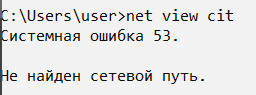 C:\Users\user>net view cit
Системная ошибка 53.
Не найден сетевой путь.